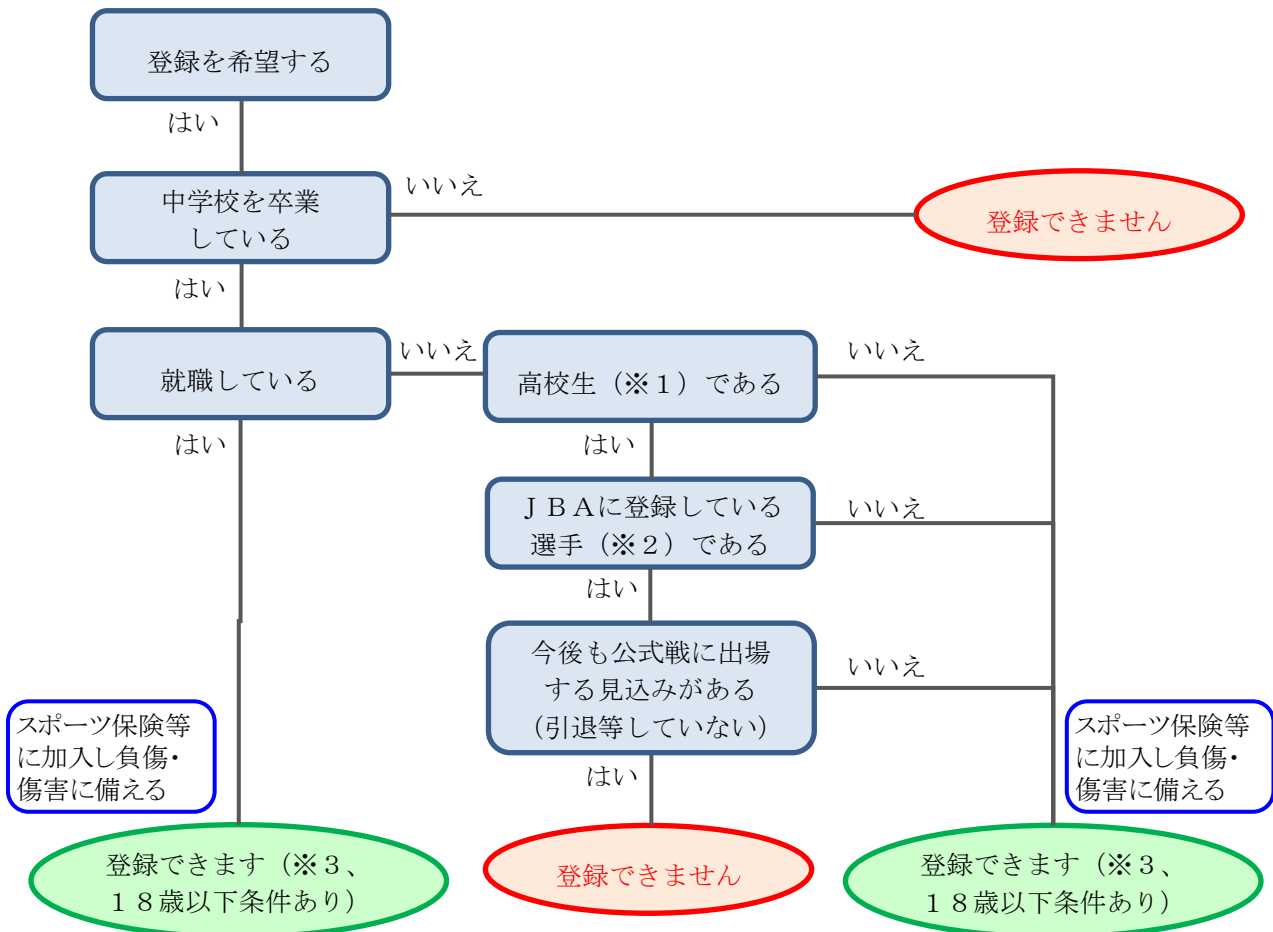 登録を希望する
はい
中学校を卒業
している
いいえ
登録できません
はい
就職している
いいえ
高校生（※１）である
いいえ
はい
はい
ＪＢＡに登録している
選手（※２）である
いいえ
はい
今後も公式戦に出場
する見込みがある
（引退等していない）
いいえ
はい
スポーツ保険等
に加入し負傷・
傷害に備える
スポーツ保険等
に加入し負傷・
傷害に備える
登録できます（※３、
１８歳以下条件あり）
登録できません
登録できます（※３、
１８歳以下条件あり）